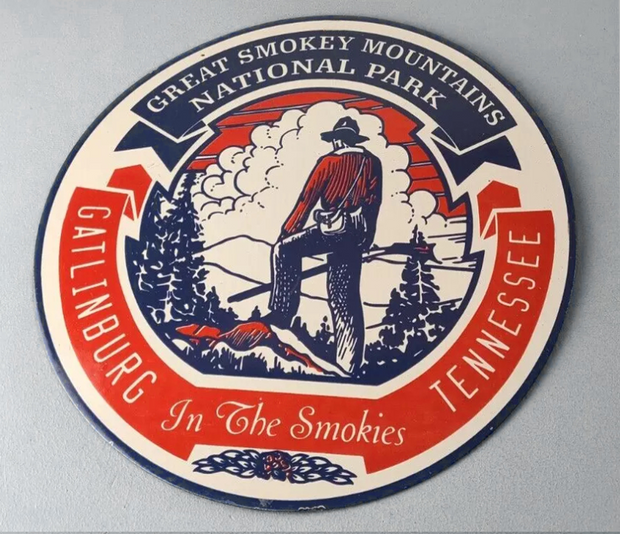 GREAT SMOKEY MOUNTAINS
NATIONAL PARK
GATLINBURG
TENNESSEE
In The Smokies